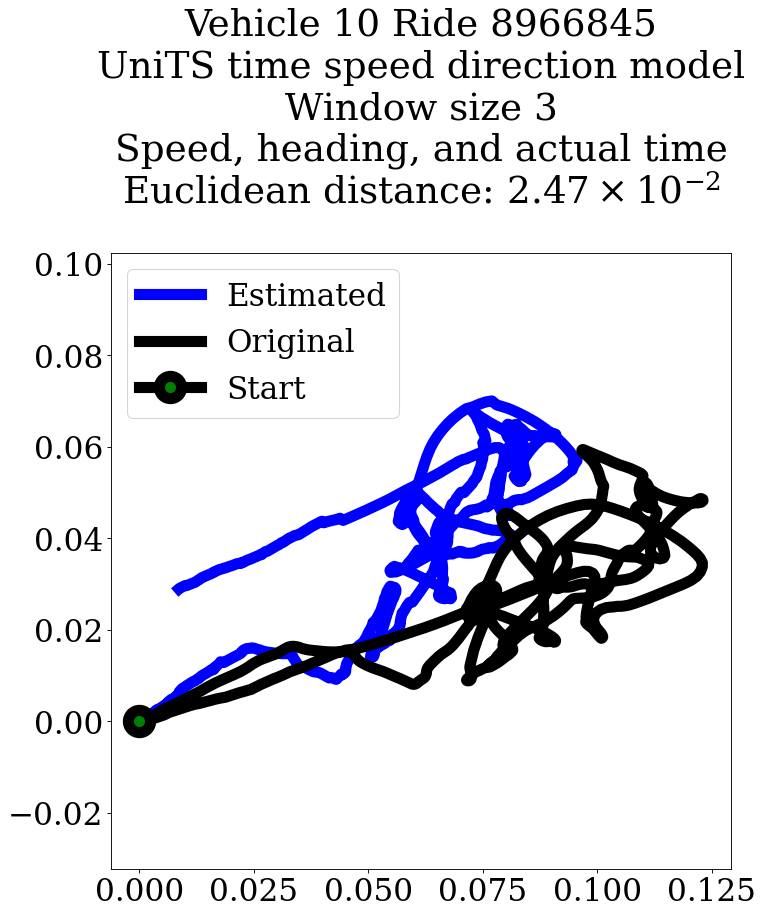 Vehicle 10 Ride 8966845
UniTS time speed direction model
Window size 3
Speed, heading, and actual time
Euclidean distance: 2.47 × 10⁻²
Estimated
Original
Start
0.10
0.08
0.06
0.04
0.02
0.00
−0.02
0.000 0.025 0.050 0.075 0.100 0.125